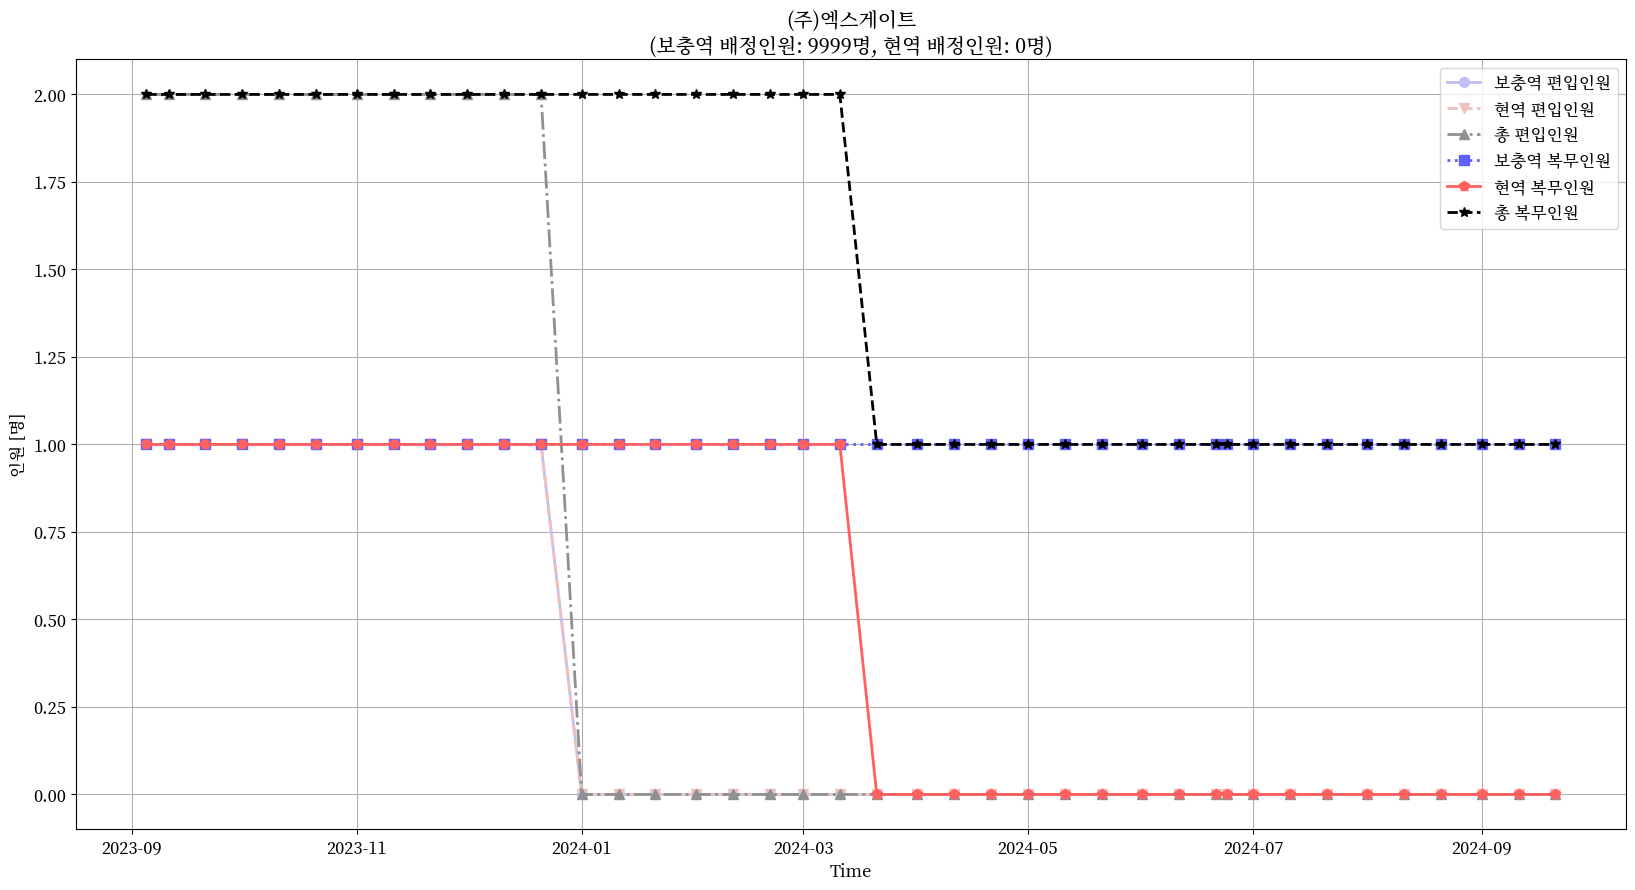 (주)엑스게이트
(보충역 배정인원: 9999명, 현역 배정인원: 0명)
보충역 편입인원
현역 편입인원
총 편입인원
보충역 복무인원
현역 복무인원
총 복무인원
2.00
1.75
1.50
1.25
1.00
0.75
0.50
0.25
0.00
인원 [명]
2023-09
2023-11
2024-01
2024-03
2024-05
2024-07
2024-09
Time